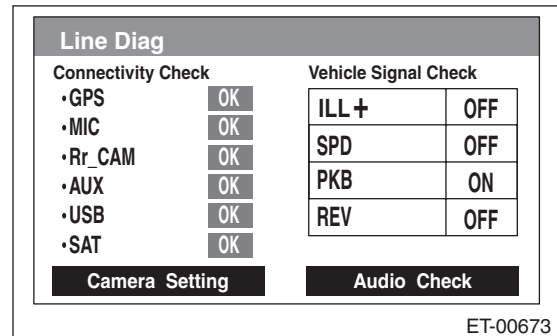 Line Diag
Connectivity Check
•GPS OK
•MIC OK
•Rr_CAM OK
•AUX OK
•USB OK
•SAT OK
Vehicle Signal Check
ILL+ OFF
SPD OFF
PKB ON
REV OFF
Camera Setting
Audio Check
ET-00673